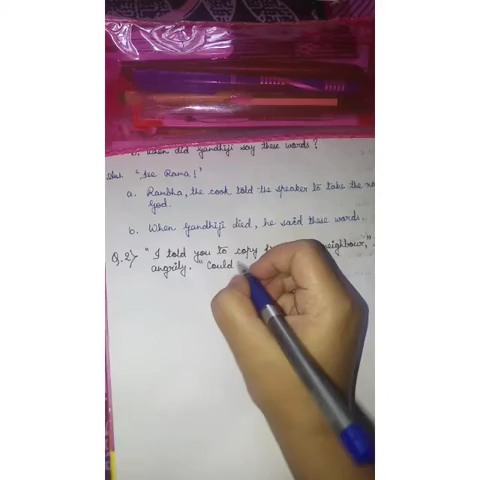 When did Gandhiji say these words?
Ans. "Hee Rama!"
a. Rambha, the cook told the speaker to take the
God.
b. When Gandhiji died, he said these words.
Q.2) "I told you to copy neighbour,"
angrily. "Could